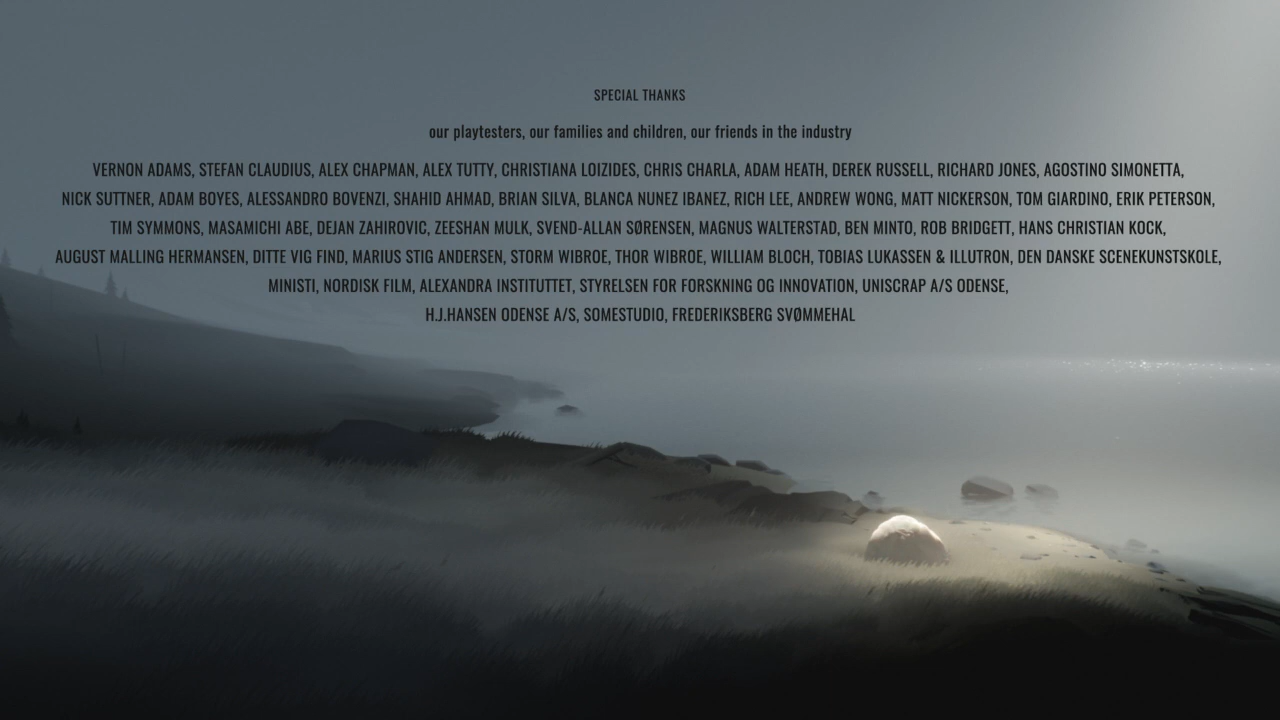 SPECIAL THANKS
our playtesters, our families and children, our friends in the industry
VERNON ADAMS, STEFAN CLAUDIUS, ALEX CHAPMAN, ALEX TUTTY, CHRISTIANA LOIZIDES, CHRIS CHARLA, ADAM HEATH, DEREK RUSSELL, RICHARD JONES, AGOSTINO SIMONETTA,
NICK SUTTNER, ADAM BOYES, ALESSANDRO BOVENZI, SHAHID AHMAD, BRIAN SILVA, BLANCA NUNEZ IBANEZ, RICH LEE, ANDREW WONG, MATT NICKERSON, TOM GIARDINO, ERIK PETERSON,
TIM SYMMONS, MASAMICHI ABE, DEJAN ZAHIROVIC, ZEESHAN MULK, SVEND-ALLAN SØRENSEN, MAGNUS WALTERSTAD, BEN MINTO, ROB BRIDGETT, HANS CHRISTIAN KOCK,
AUGUST MALLING HERMANSEN, DITTE VIG FIND, MARIUS STIG ANDERSEN, STORM WIBROE, THOR WIBROE, WILLIAM BLOCH, TOBIAS LUKASSEN & ILLUTRON, DEN DANSKE SCENEKUNSTSKOLE,
MINISTI, NORDISK FILM, ALEXANDRA INSTITUTTET, STYRELSEN FOR FORSKNING OG INNOVATION, UNISCRAP A/S ODENSE,
H.J.HANSEN ODENSE A/S, SOMESTUDIO, FREDERIKSBERG SVØMMEHAL